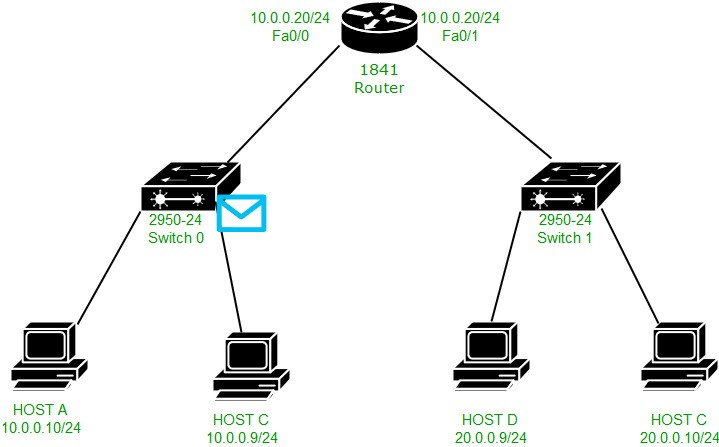 10.0.0.20/24
Fa0/0
10.0.0.20/24
Fa0/1
1841
Router
2950-24
Switch 0
2950-24
Switch 1
HOST A
10.0.0.10/24
HOST C
10.0.0.9/24
HOST D
20.0.0.9/24
HOST C
20.0.0.10/24